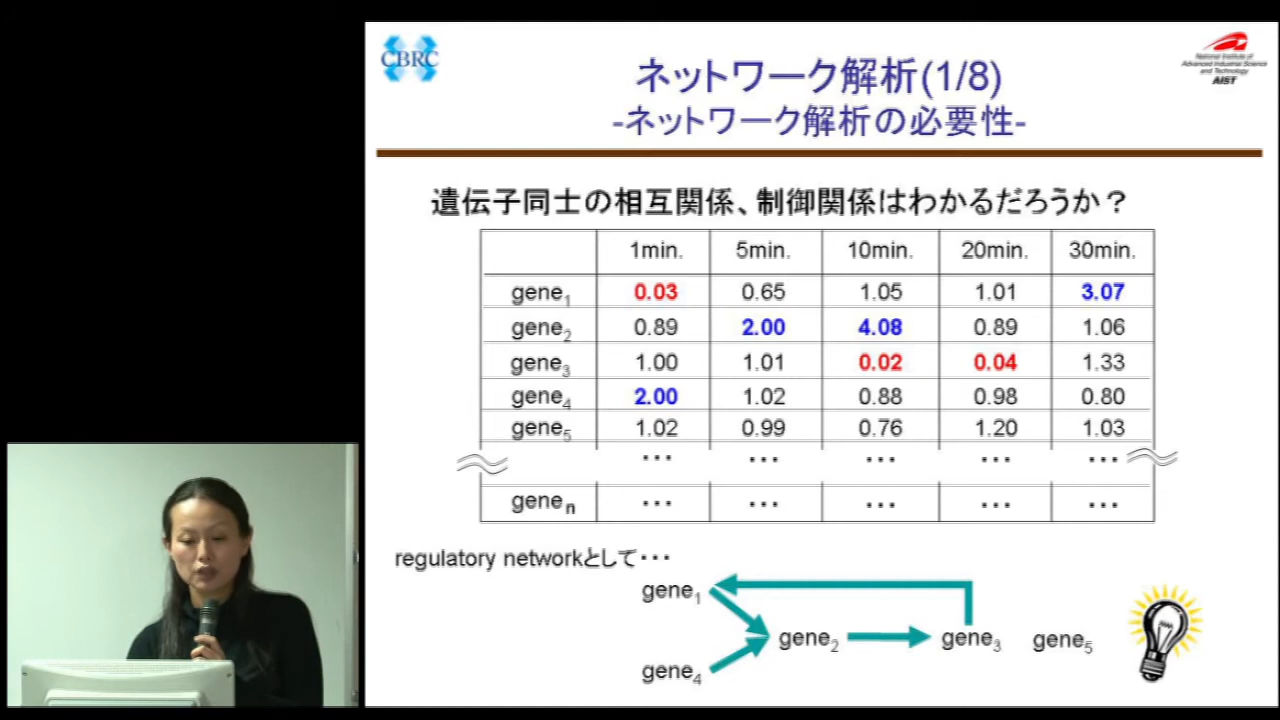 CBRC
National Institute of
Advanced Industrial Science
and Technology
AIST
ネットワーク解析(1/8)
-ネットワーク解析の必要性-
遺伝子同士の相互関係、制御関係はわかるだろうか？
1min. 5min. 10min. 20min. 30min.
gene1 0.03 0.65 1.05 1.01 3.07
gene2 0.89 2.00 4.08 0.89 1.06
gene3 1.00 1.01 0.02 0.04 1.33
gene4 2.00 1.02 0.88 0.98 0.80
gene5 1.02 0.99 0.76 1.20 1.03
… … … … …
genen … … … … …
regulatory networkとして…
gene1
gene2 gene3 gene5
gene4